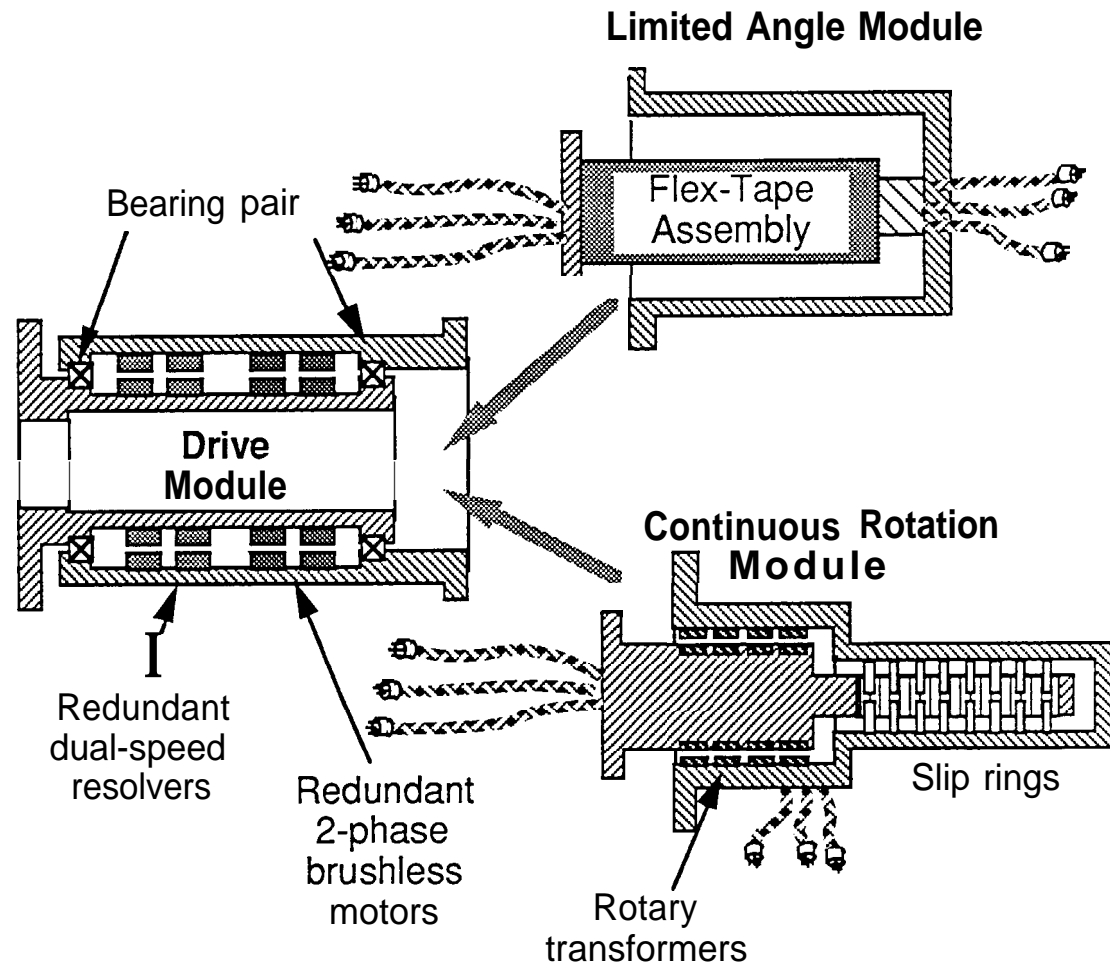 Limited Angle Module
Flex-Tape
Assembly
Bearing pair
Drive
Module
Continuous Rotation
Module
Redundant
dual-speed
resolvers
Redundant
2-phase
brushless
motors
Slip rings
Rotary
transformers